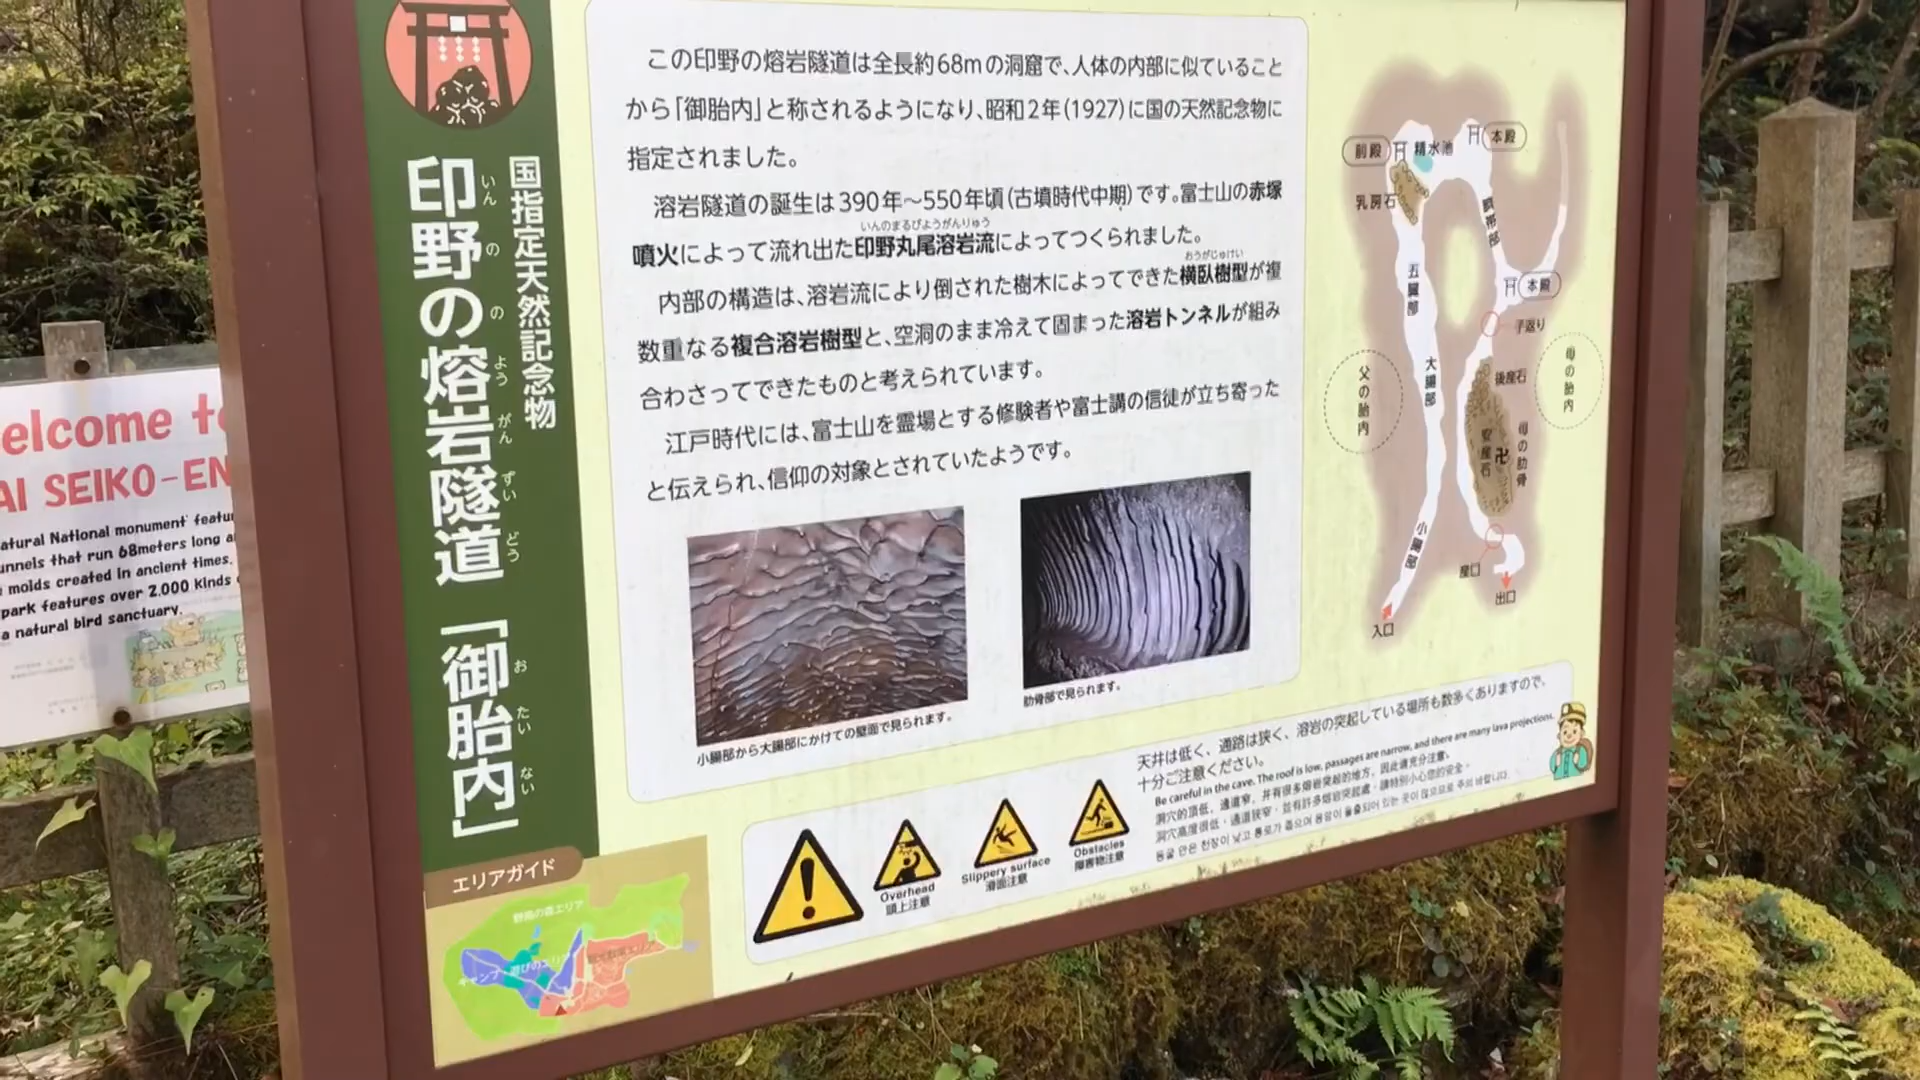 国指定天然記念物
印野の熔岩隧道「御胎内」
いんののようがんずいどう
おたいない
この印野の熔岩隧道は全長約68mの洞窟で、人体の内部に似ていること
から「御胎内」と称されるようになり、昭和2年(1927)に国の天然記念物に
指定されました。
溶岩隧道の誕生は390年～550年頃(古墳時代中期)です。富士山の赤塚
いんのまるびようがんりゅう
噴火によって流れ出た印野丸尾溶岩流によってつくられました。
おうがじゅけい
内部の構造は、溶岩流により倒された樹木によってできた横臥樹型が複
数重なる複合溶岩樹型と、空洞のまま冷えて固まった溶岩トンネルが組み
合わさってできたものと考えられています。
江戸時代には、富士山を霊場とする修験者や富士講の信徒が立ち寄った
と伝えられ、信仰の対象とされていたようです。
小腸部から大腸部にかけての壁面で見られます。
肋骨部で見られます。
前殿
精水池
本殿
乳房石
臍帯部
五臓部
本殿
子返り
父の胎内
大腸部
後産石
母の胎内
安産石
卍
母の肋骨
小腸部
産口
出口
入口
天井は低く、通路は狭く、溶岩の突起している場所も数多くありますので、
十分ご注意ください。
Be careful in the cave. The roof is low, passages are narrow, and there are many lava projections.
Overhead
頭上注意
Slippery surface
滑面注意
Obstacles
障害物注意
エリアガイド
elcome to
AI SEIKO-EN
atural National monument' featu
unnels that run 68meters long a
molds created in ancient times.
park features over 2.000 kinds
a natural bird sanctuary.